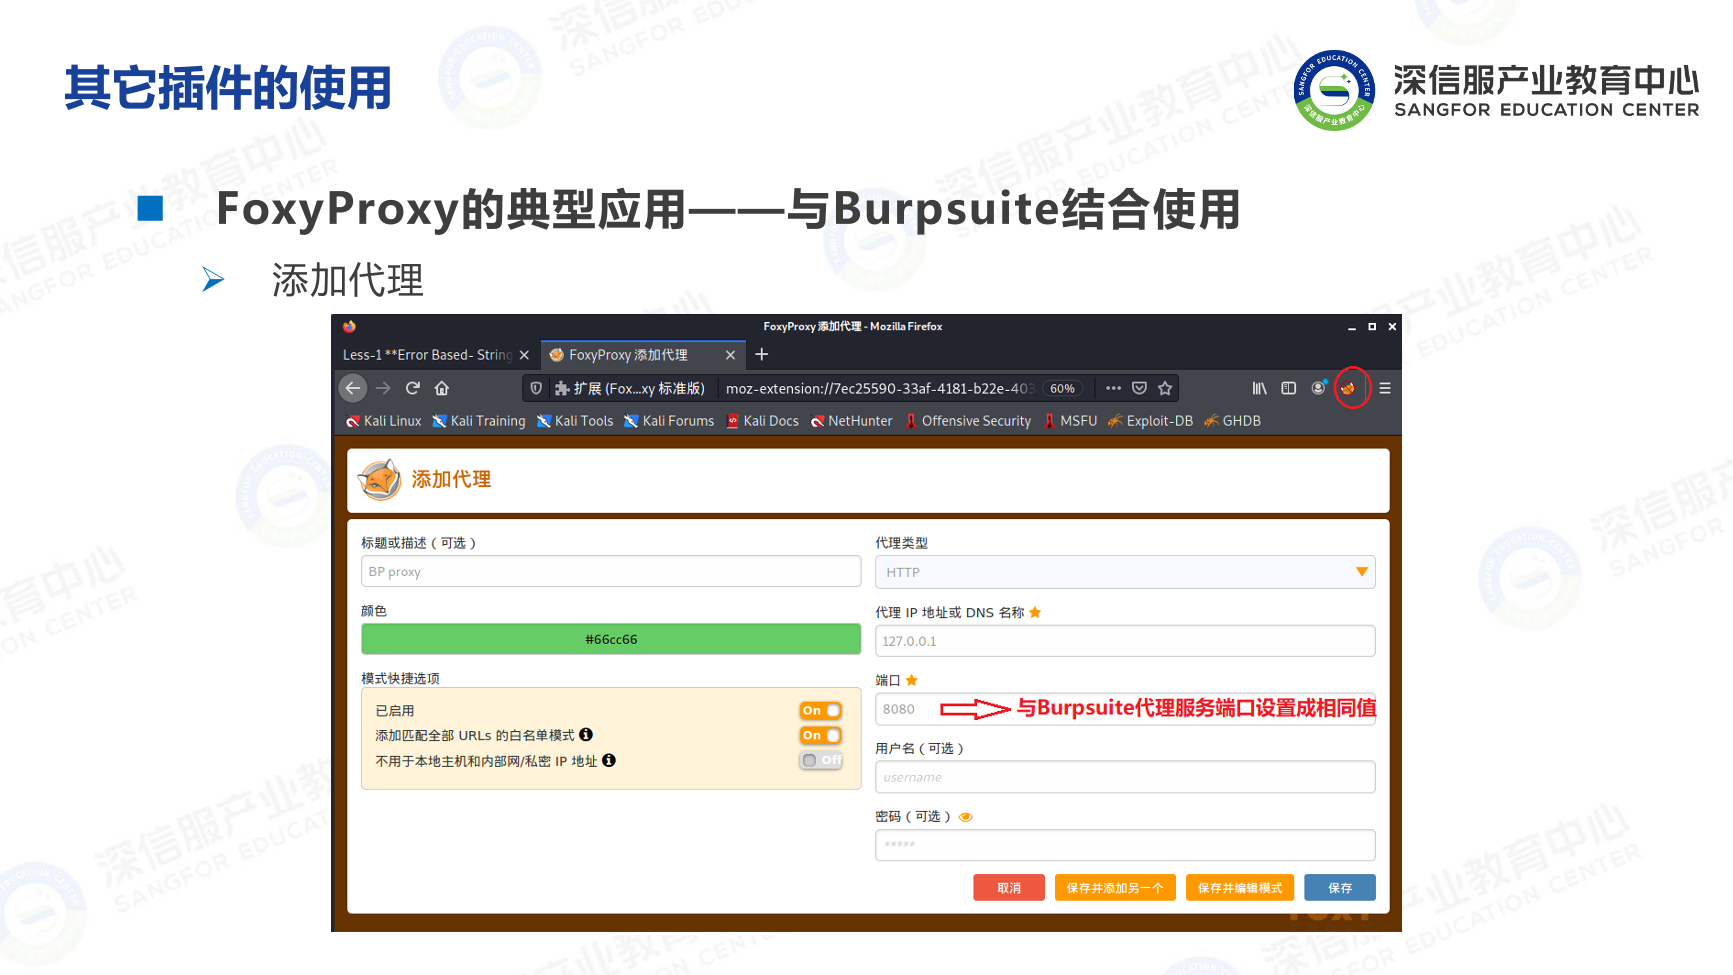 其它插件的使用
深信服产业教育中心
SANGFOR EDUCATION CENTER
FoxyProxy的典型应用——与Burpsuite结合使用
添加代理
FoxyProxy 添加代理 - Mozilla Firefox
Less-1 **Error Based- String
FoxyProxy 添加代理
扩展 (Fox...xy 标准版)
moz-extension://7ec25590-33af-4181-b22e-403
60%
Kali Linux
Kali Training
Kali Tools
Kali Forums
Kali Docs
NetHunter
Offensive Security
MSFU
Exploit-DB
GHDB
添加代理
标题或描述（可选）
BP proxy
颜色
#66cc66
模式快捷选项
已启用
On
添加匹配全部 URLs 的白名单模式
On
不用于本地主机和内部网/私密 IP 地址
Off
代理类型
HTTP
代理 IP 地址或 DNS 名称
127.0.0.1
端口
8080
与Burpsuite代理服务端口设置成相同值
用户名（可选）
username
密码（可选）
*****
取消
保存并添加另一个
保存并编辑模式
保存